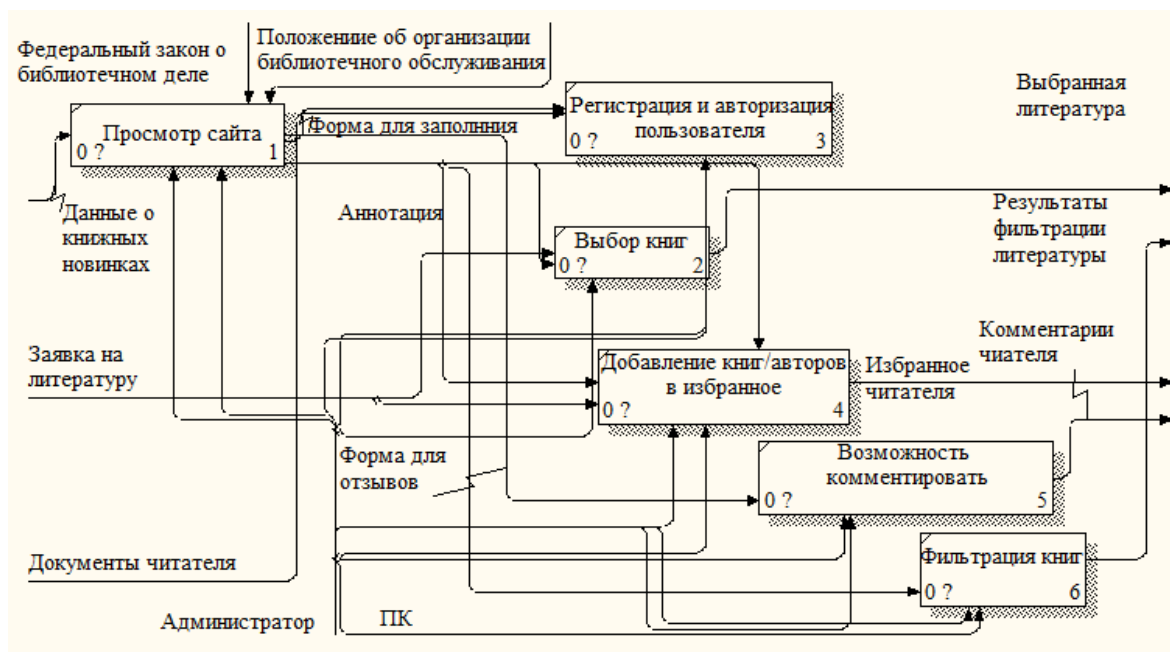 Федеральный закон о
библиотечном деле
Положениие об организации
библиотечного обслуживания
Выбранная
литература
Просмотр сайта
0 ?
1
Форма для заполнния
Регистрация и авторизация
пользователя
0 ?
3
Данные о
книжных
новинках
Аннотация
Выбор книг
0 ?
2
Результаты
фильтрации
литературы
Заявка на
литературу
Добавление книг/авторов
в избранное
0 ?
4
Избранное
читателя
Комментарии
чиателя
Форма для
отзывов
Возможность
комментировать
0 ?
5
Документы читателя
Фильтрация книг
0 ?
6
Администратор
ПК